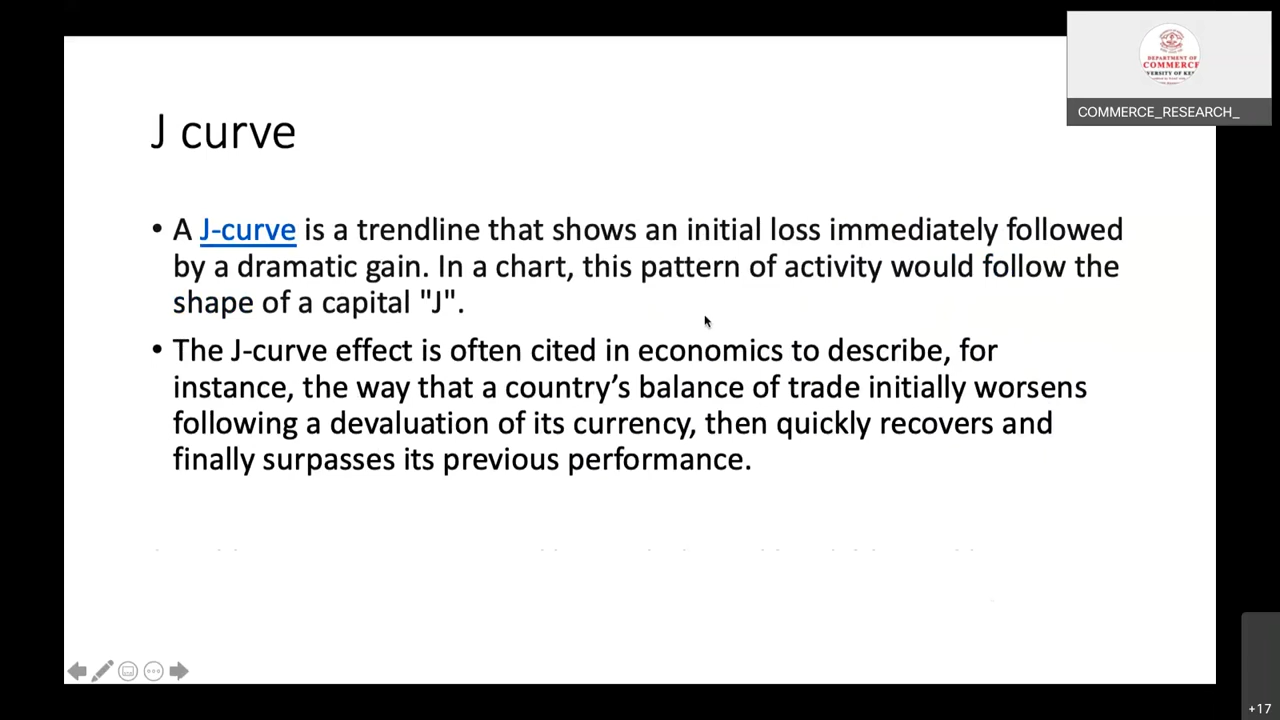 DEPARTMENT OF
COMMERCE
COMMERCE_RESEARCH_
J curve
• A J-curve is a trendline that shows an initial loss immediately followed
by a dramatic gain. In a chart, this pattern of activity would follow the
shape of a capital "J".
• The J-curve effect is often cited in economics to describe, for
instance, the way that a country’s balance of trade initially worsens
following a devaluation of its currency, then quickly recovers and
finally surpasses its previous performance.
+17